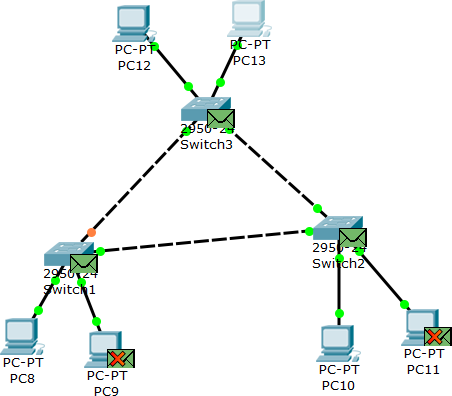 PC-PT
PC12
PC-PT
PC13
2950-24
Switch3
2950-24
Switch2
2950-24
Switch1
PC-PT
PC8
PC-PT
PC9
PC-PT
PC10
PC-PT
PC11